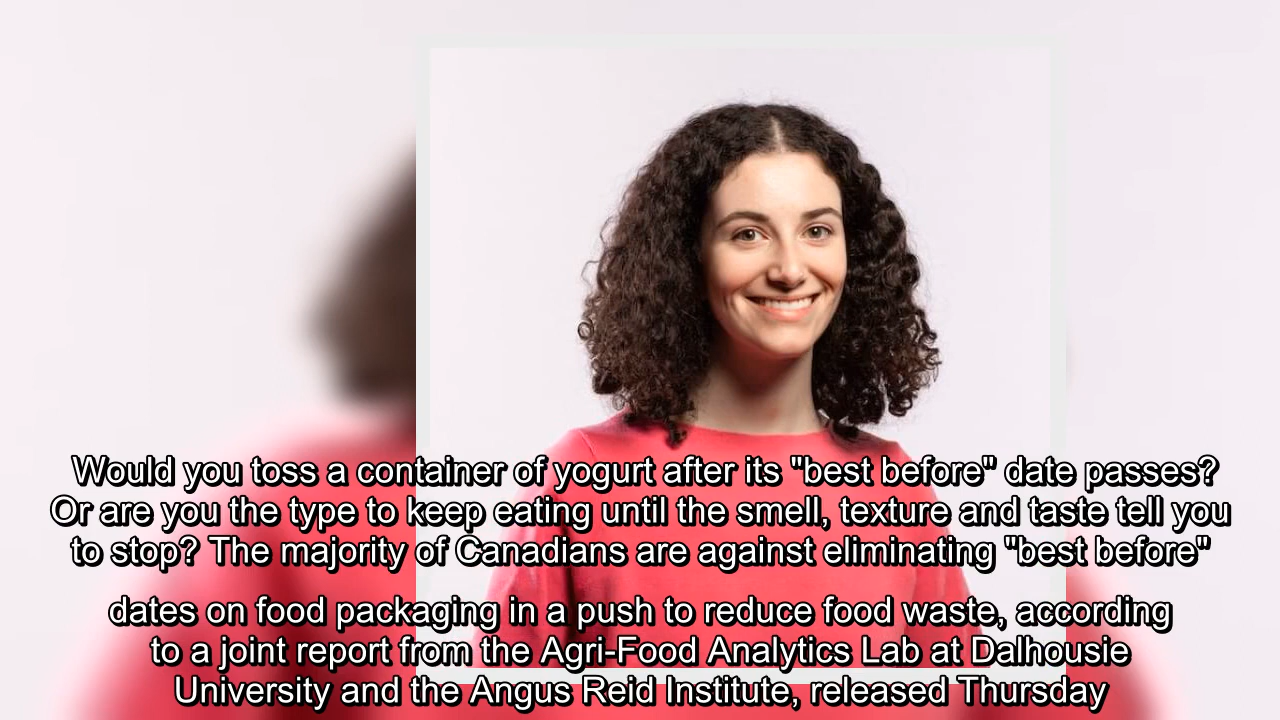 Would you toss a container of yogurt after its "best before" date passes?
Or are you the type to keep eating until the smell, texture and taste tell you
to stop? The majority of Canadians are against eliminating "best before"
dates on food packaging in a push to reduce food waste, according
to a joint report from the Agri-Food Analytics Lab at Dalhousie
University and the Angus Reid Institute, released Thursday